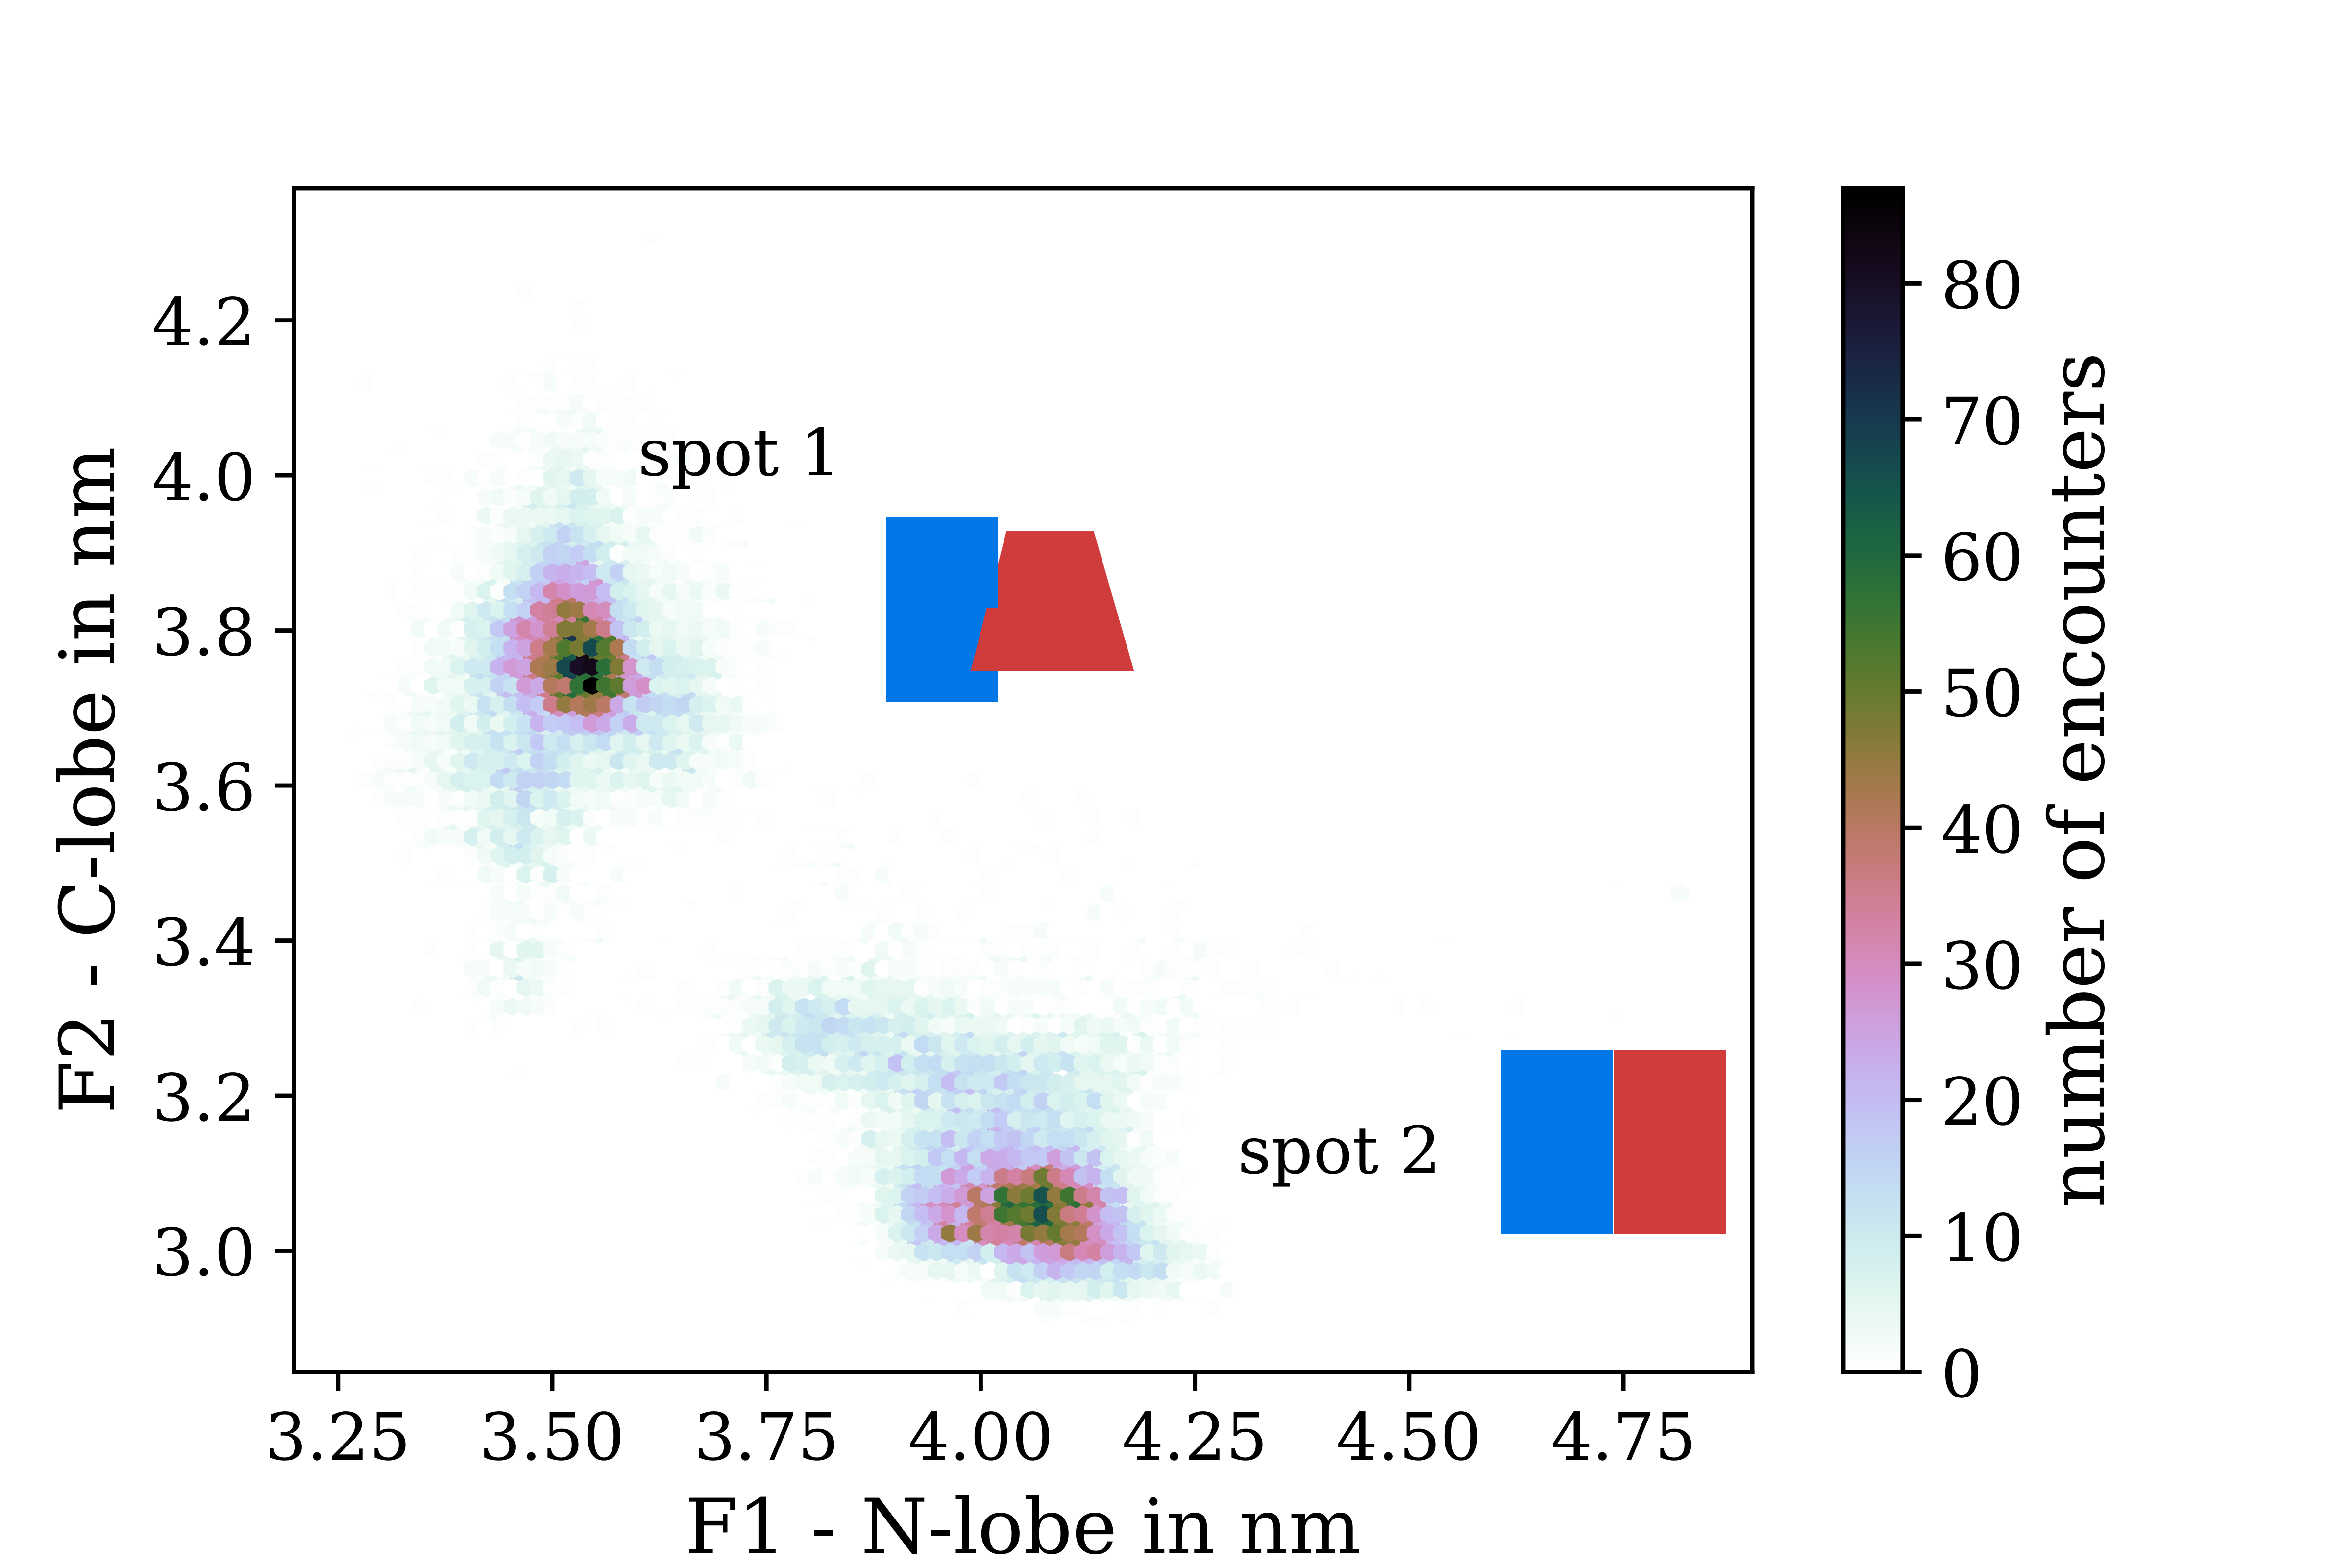 spot 1
spot 2
F2 - C-lobe in nm
4.2
4.0
3.8
3.6
3.4
3.2
3.0
3.25 3.50 3.75 4.00 4.25 4.50 4.75
F1 - N-lobe in nm
80
70
60
50
40
30
20
10
0
number of encounters